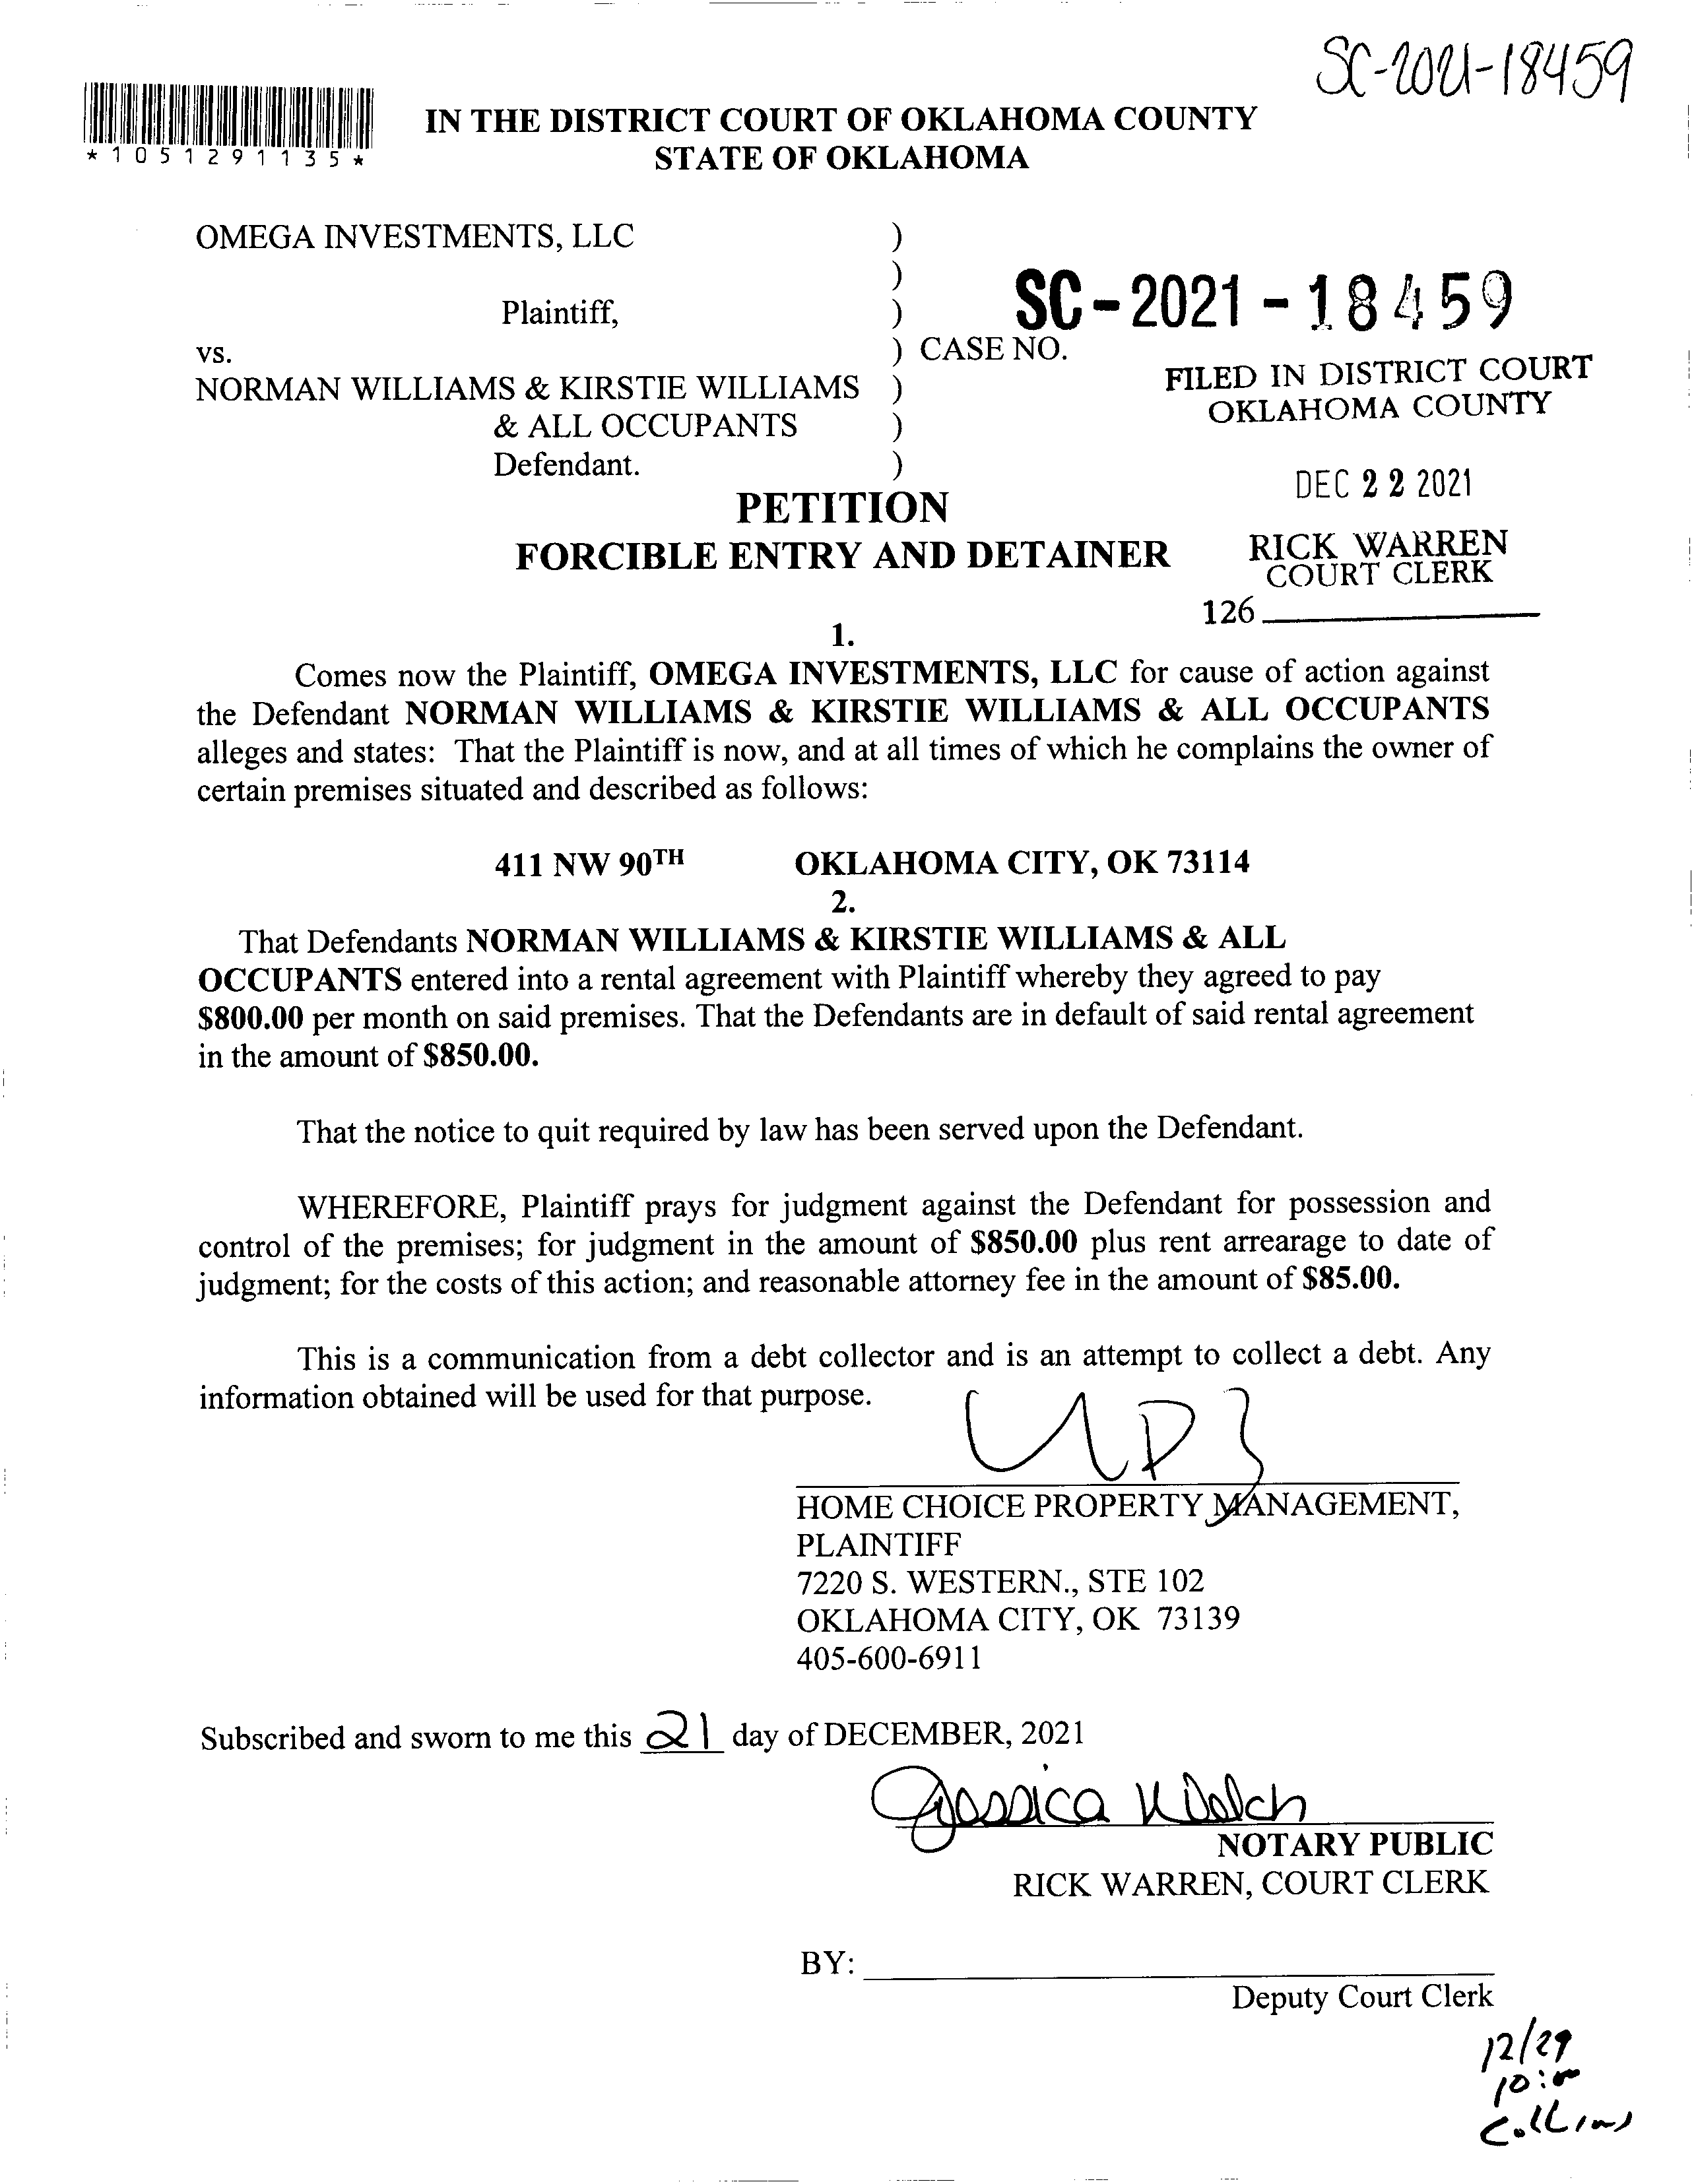 SC-2021-18459
*1051291135*
IN THE DISTRICT COURT OF OKLAHOMA COUNTY
STATE OF OKLAHOMA
OMEGA INVESTMENTS, LLC )
)
Plaintiff, )
SC-2021-18459
vs. ) CASE NO.
NORMAN WILLIAMS & KIRSTIE WILLIAMS )
& ALL OCCUPANTS )
Defendant. )
FILED IN DISTRICT COURT
OKLAHOMA COUNTY
DEC 22 2021
RICK WARREN
COURT CLERK
126
PETITION
FORCIBLE ENTRY AND DETAINER
1.
Comes now the Plaintiff, OMEGA INVESTMENTS, LLC for cause of action against
the Defendant NORMAN WILLIAMS & KIRSTIE WILLIAMS & ALL OCCUPANTS
alleges and states: That the Plaintiff is now, and at all times of which he complains the owner of
certain premises situated and described as follows:
411 NW 90TH OKLAHOMA CITY, OK 73114
2.
That Defendants NORMAN WILLIAMS & KIRSTIE WILLIAMS & ALL
OCCUPANTS entered into a rental agreement with Plaintiff whereby they agreed to pay
$800.00 per month on said premises. That the Defendants are in default of said rental agreement
in the amount of $850.00.
That the notice to quit required by law has been served upon the Defendant.
WHEREFORE, Plaintiff prays for judgment against the Defendant for possession and
control of the premises; for judgment in the amount of $850.00 plus rent arrearage to date of
judgment; for the costs of this action; and reasonable attorney fee in the amount of $85.00.
This is a communication from a debt collector and is an attempt to collect a debt. Any
information obtained will be used for that purpose.
HOME CHOICE PROPERTY MANAGEMENT,
PLAINTIFF
7220 S. WESTERN., STE 102
OKLAHOMA CITY, OK 73139
405-600-6911
Subscribed and sworn to me this 21 day of DECEMBER, 2021
Jessica
NOTARY PUBLIC
RICK WARREN, COURT CLERK
BY:
Deputy Court Clerk
12/29
Collins